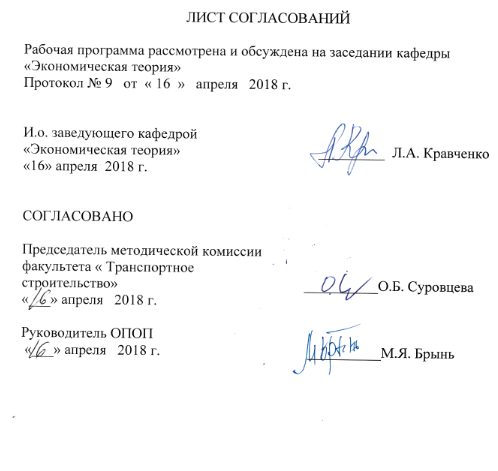 ЛИСТ СОГЛАСОВАНИЙ
Рабочая программа рассмотрена и обсуждена на заседании кафедры
«Экономическая теория»
Протокол № 9 от « 16 » апреля 2018 г.
И.о. заведующего кафедрой
«Экономическая теория»
«16» апреля 2018 г.
Л.А. Кравченко
СОГЛАСОВАНО
Председатель методической комиссии
факультета « Транспортное
строительство»
«16» апреля 2018 г.
О.Б. Суровцева
Руководитель ОПОП
«16» апреля 2018 г.
М.Я. Брынь